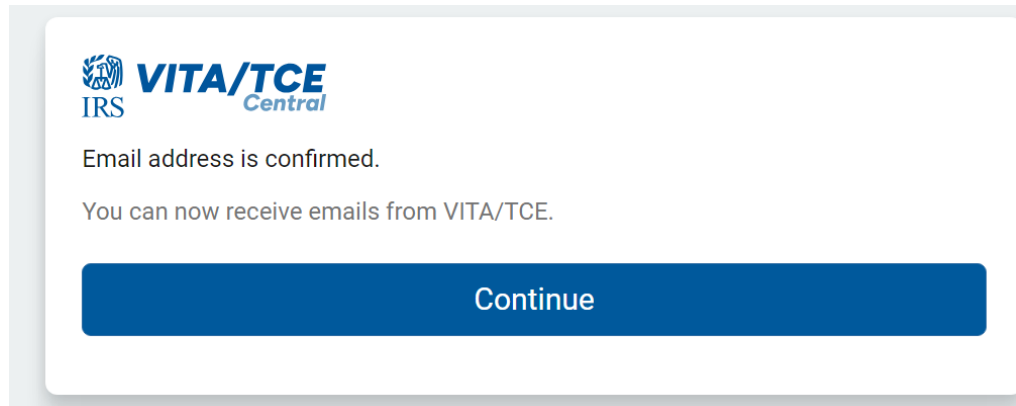 VITA/TCE
Central
IRS
Email address is confirmed.
You can now receive emails from VITA/TCE.
Continue